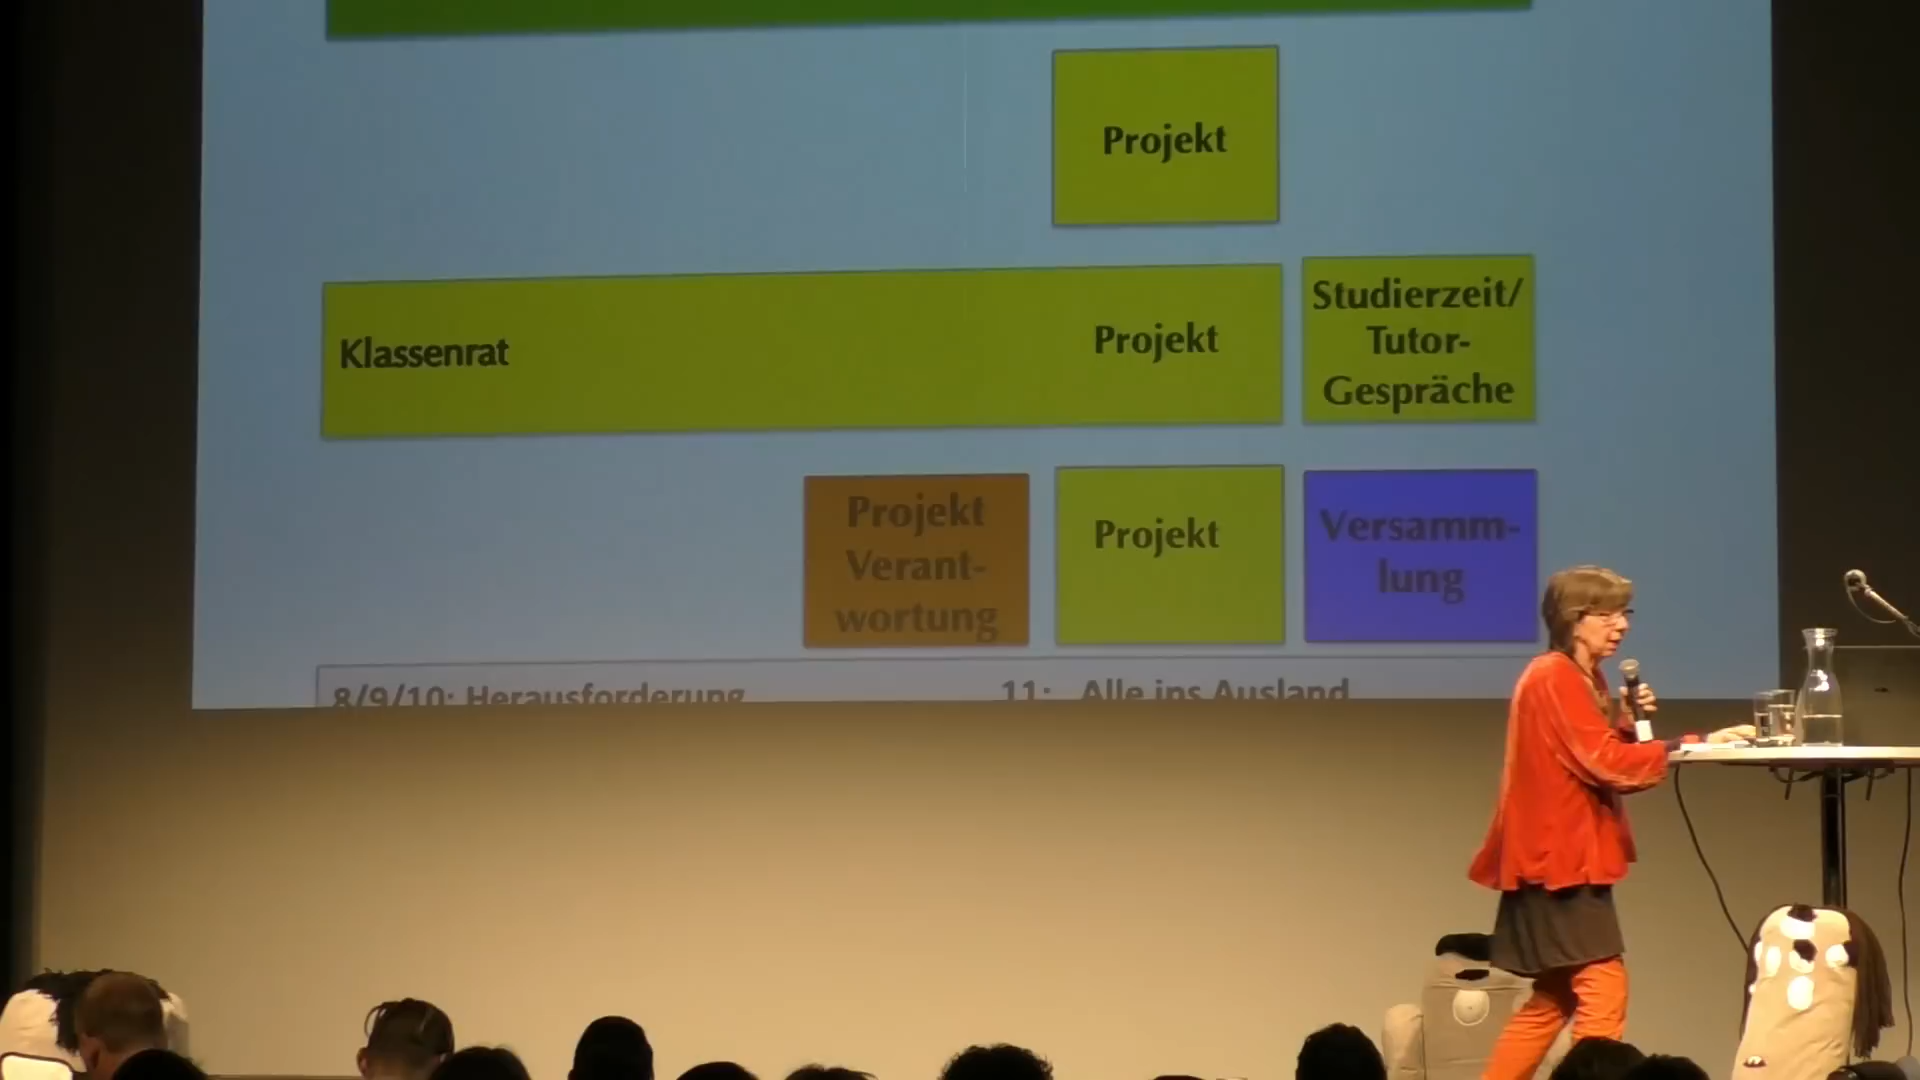 Projekt
Klassenrat
Projekt
Studierzeit/
Tutor-
Gespräche
Projekt
Verant-
wortung
Projekt
Versamm-
lung
8/9/10: Herausforderung
11: Alle ins Ausland